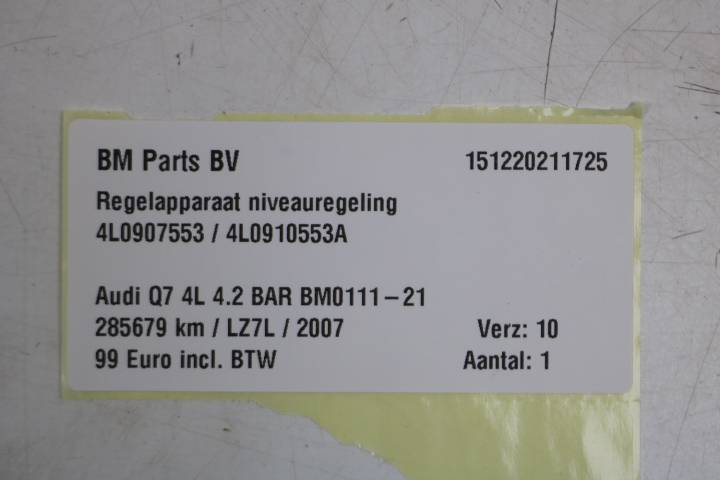 BM Parts BV 151220211725
Regelapparaat niveauregeling
4L0907553 / 4L0910553A
Audi Q7 4L 4.2 BAR BM0111-21
285679 km / LZ7L / 2007 Verz: 10
99 Euro incl. BTW Aantal: 1